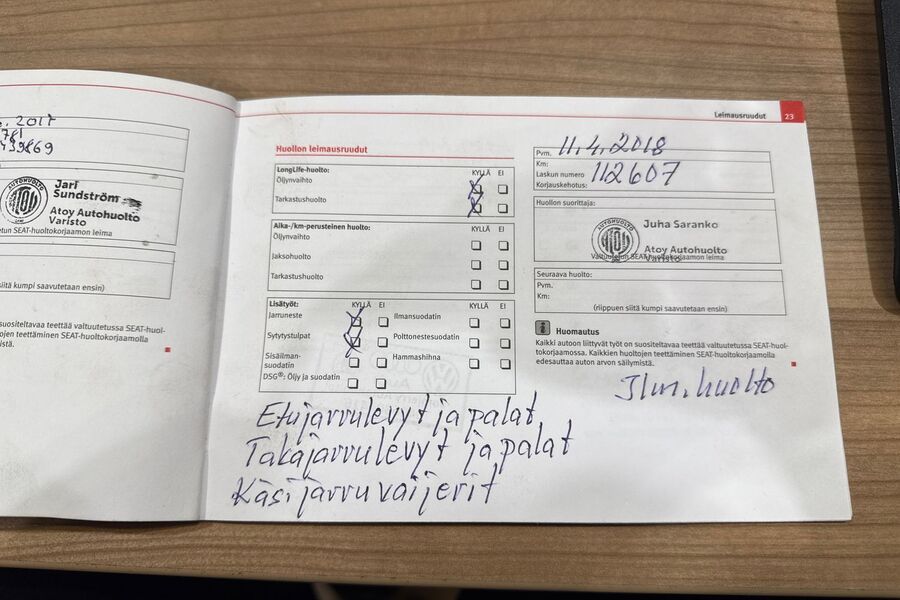 . 2017
781
439869
Jari
Sundström
Atoy Autohuolto
Varisto
etun SEAT-huoltokorjaamon leima
siitä kumpi saavutetaan ensin)
suositeltavaa teettää valtuutetussa SEAT-huol-
tojen teettäminen SEAT-huoltokorjaamolla
istä.
Leimausruudut 23
Huollon leimausruudut
LongLife-huolto: KYLLÄ EI
Öljynvaihto
Tarkastushuolto
Aika-/km-perusteinen huolto: KYLLÄ EI
Öljynvaihto
Jaksohuolto
Tarkastushuolto
Lisätyöt: KYLLÄ EI KYLLÄ EI
Jarruneste Ilmansuodatin
Sytytystulpat Polttonestesuodatin
Sisäilman- Hammashihna
suodatin
DSG®: Öljy ja suodatin
Etujarrulevyt ja palat
Takajarrulevyt ja palat
Käsijarruvaijerit
Pvm. 11.4.2018
Km:
Laskun numero 112607
Korjauskehotus:
Huollon suorittaja:
AUTOHUOLTO
Juha Saranko
Atoy Autohuolto
Varisto
Valtuutetun SEAT-huoltokorjaamon leima
Seuraava huolto:
Pvm.
Km:
(riippuen siitä kumpi saavutetaan ensin)
Huomautus
Kaikki autoon liittyvät työt on suositeltavaa teettää valtuutetussa SEAT-huol-
tokorjaamossa. Kaikkien huoltojen teettäminen SEAT-huoltokorjaamolla
edesauttaa auton arvon säilymistä.
Ilm. huolto